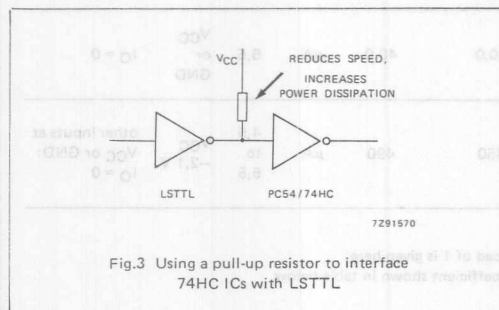 VCC
REDUCES SPEED,
INCREASES
POWER DISSIPATION
LSTTL
PC54/74HC
7Z91570
Fig.3 Using a pull-up resistor to interface
74HC ICs with LSTTL